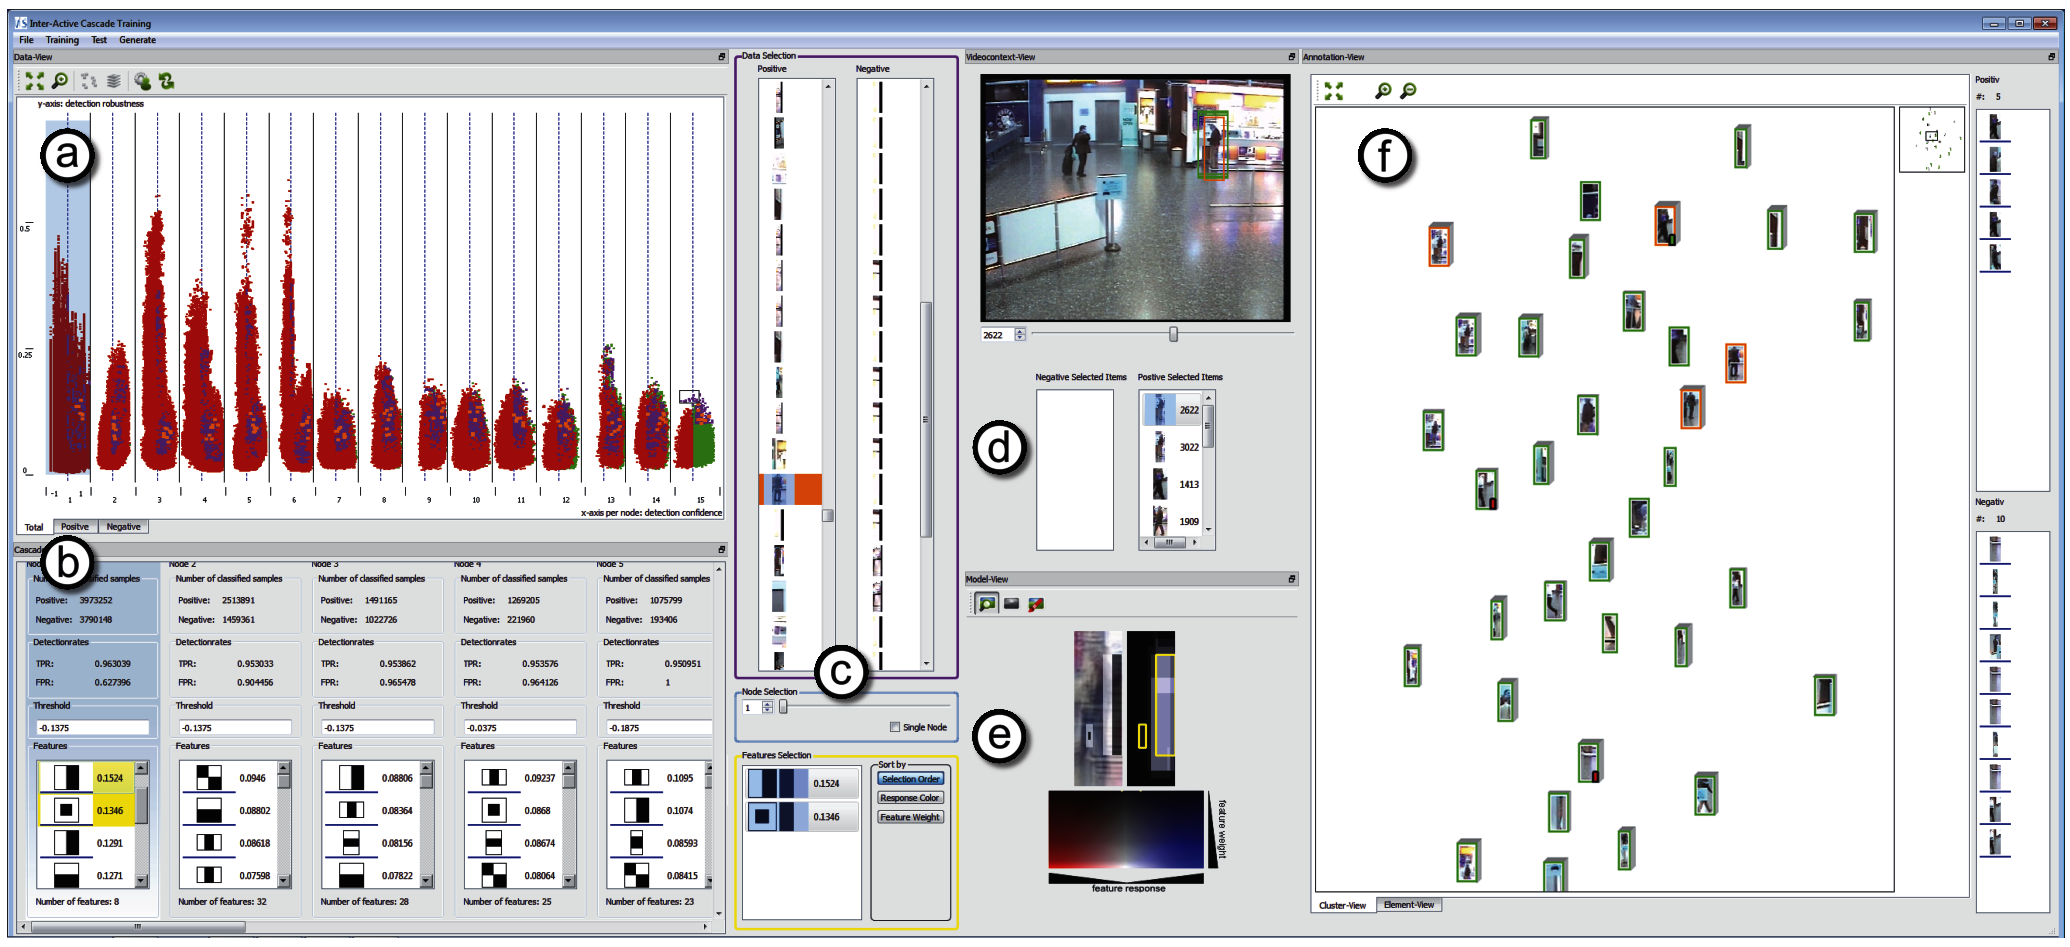 Inter-Active Cascade Training
File Training Test Generate
Data-View
y-axis: detection robustness
a
0.5
0.25
0
-1 1 1 2 3 4 5 6 7 8 9 10 11 12 13 14 15
x-axis per node: detection confidence
Total Positve Negative
b
Node 2 Node 3 Node 4 Node 5
Number of classified samples Number of classified samples Number of classified samples Number of classified samples
Positive: 3973252 Positive: 2513891 Positive: 1491165 Positive: 1269205 Positive: 1075799
Negative: 3790148 Negative: 1459361 Negative: 1022726 Negative: 221960 Negative: 193406
Detectionrates Detectionrates Detectionrates Detectionrates Detectionrates
TPR: 0.963039 TPR: 0.953033 TPR: 0.953862 TPR: 0.953576 TPR: 0.950951
FPR: 0.627396 FPR: 0.904456 FPR: 0.965478 FPR: 0.964126 FPR: 1
Threshold Threshold Threshold Threshold Threshold
-0.1375 -0.1375 -0.1375 -0.0375 -0.1875
Features Features Features Features Features
0.1524 0.0946 0.08806 0.09237 0.1095
0.1346 0.08802 0.08364 0.0868 0.1074
0.1291 0.08618 0.08156 0.08674 0.08593
0.1271 0.07598 0.07822 0.08064 0.08415
Number of features: 8 Number of features: 32 Number of features: 28 Number of features: 25 Number of features: 23
Data Selection
Positive Negative
c
Node Selection
1
Single Node
Features Selection
0.1524
0.1346
Sort by
Selection Order
Response Color
Feature Weight
Videocontext-View
2622
Negative Selected Items Postive Selected Items
d
2622
3022
1413
1909
Model-View
e
feature weight
feature response
Annotation-View
f
Cluster-View Element-View
Positiv
#: 5
Negativ
#: 10